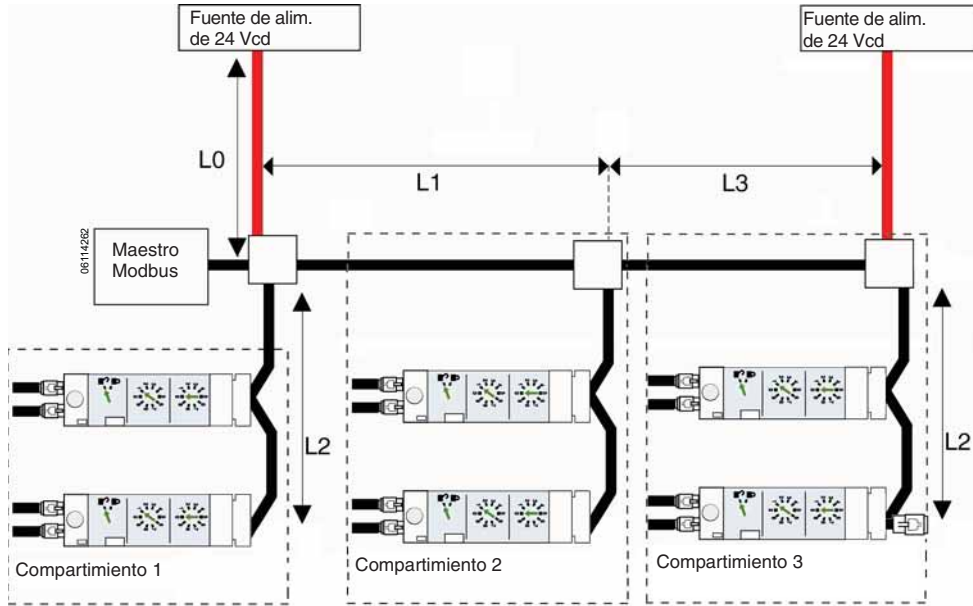 Fuente de alim.
de 24 Vcd
Fuente de alim.
de 24 Vcd
L0
L1
L3
06114262
Maestro
Modbus
L2
L2
Compartimiento 1
Compartimiento 2
Compartimiento 3